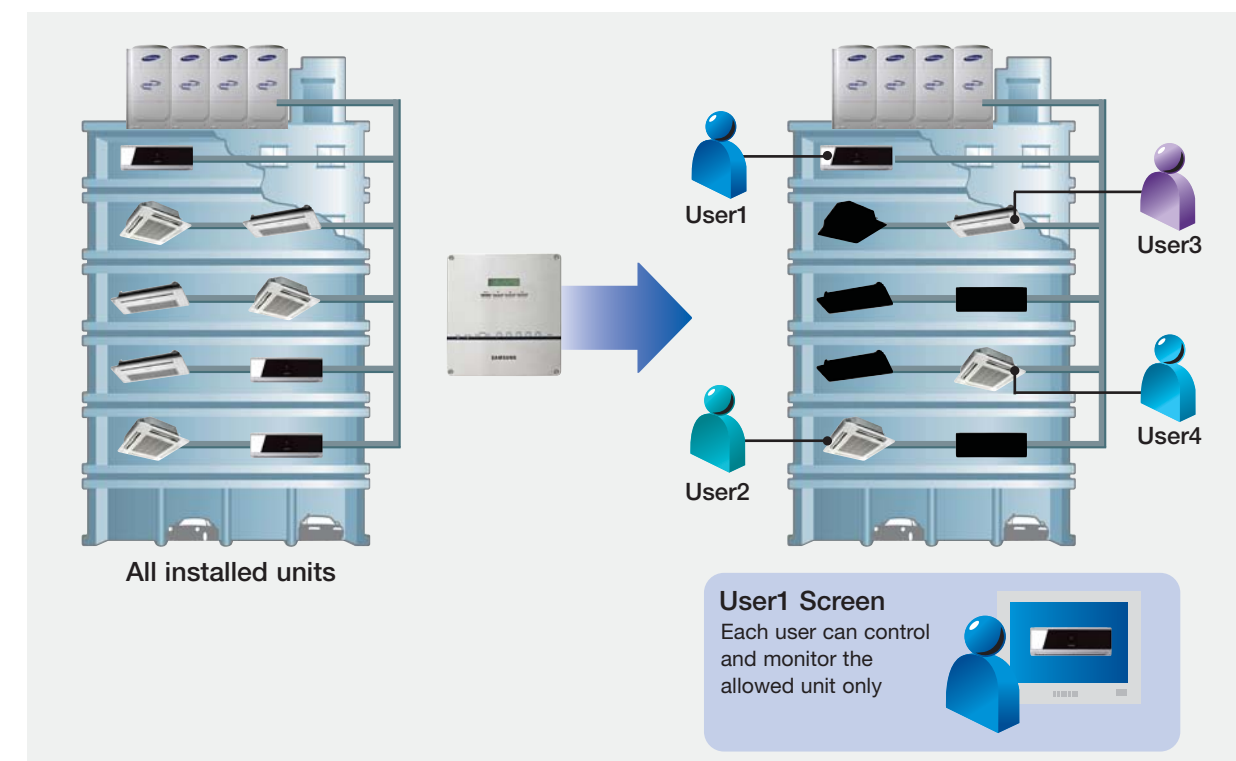 SAMSUNG
User1
User3
User4
User2
All installed units
User1 Screen
Each user can control
and monitor the
allowed unit only